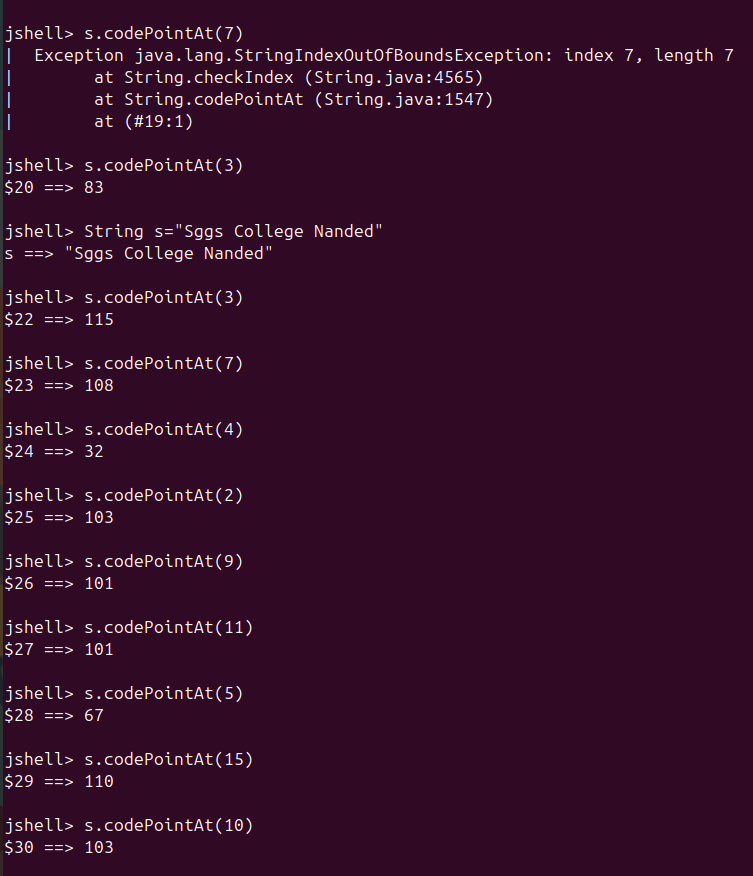 jshell> s.codePointAt(7)
|  Exception java.lang.StringIndexOutOfBoundsException: index 7, length 7
|        at String.checkIndex (String.java:4565)
|        at String.codePointAt (String.java:1547)
|        at (#19:1)
jshell> s.codePointAt(3)
$20 ==> 83
jshell> String s="Sggs College Nanded"
s ==> "Sggs College Nanded"
jshell> s.codePointAt(3)
$22 ==> 115
jshell> s.codePointAt(7)
$23 ==> 108
jshell> s.codePointAt(4)
$24 ==> 32
jshell> s.codePointAt(2)
$25 ==> 103
jshell> s.codePointAt(9)
$26 ==> 101
jshell> s.codePointAt(11)
$27 ==> 101
jshell> s.codePointAt(5)
$28 ==> 67
jshell> s.codePointAt(15)
$29 ==> 110
jshell> s.codePointAt(10)
$30 ==> 103